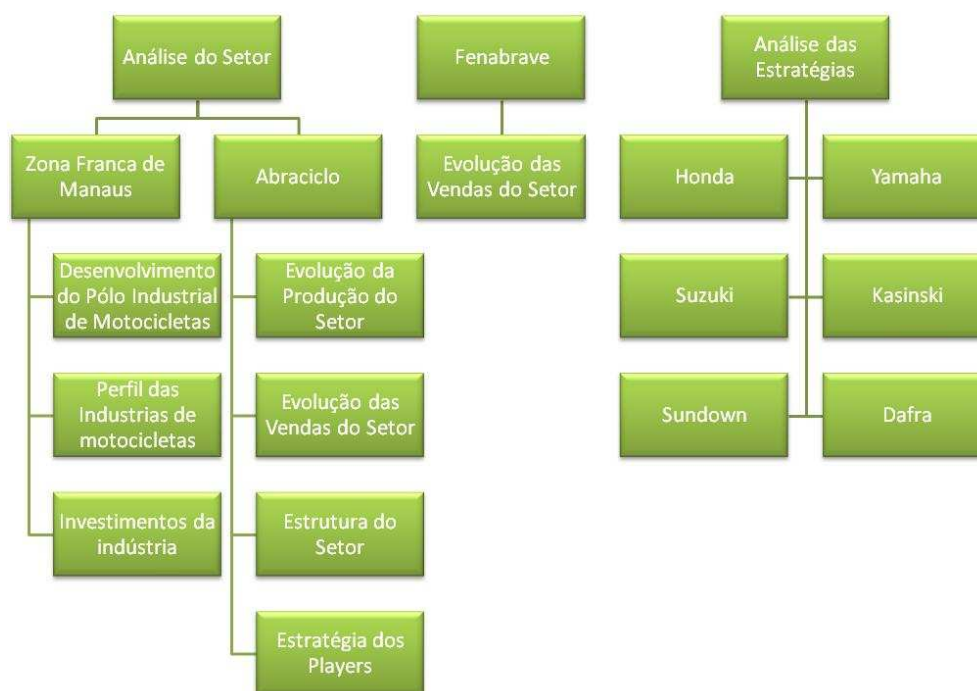 Análise do Setor
Zona Franca de
Manaus
Desenvolvimento
do Pólo Industrial
de Motocicletas
Perfil das
Industrias de
motocicletas
Investimentos da
indústria
Abraciclo
Evolução da
Produção do
Setor
Evolução das
Vendas do Setor
Estrutura do
Setor
Estratégia dos
Players
Fenabrave
Evolução das
Vendas do Setor
Análise das
Estratégias
Honda
Yamaha
Suzuki
Kasinski
Sundown
Dafra